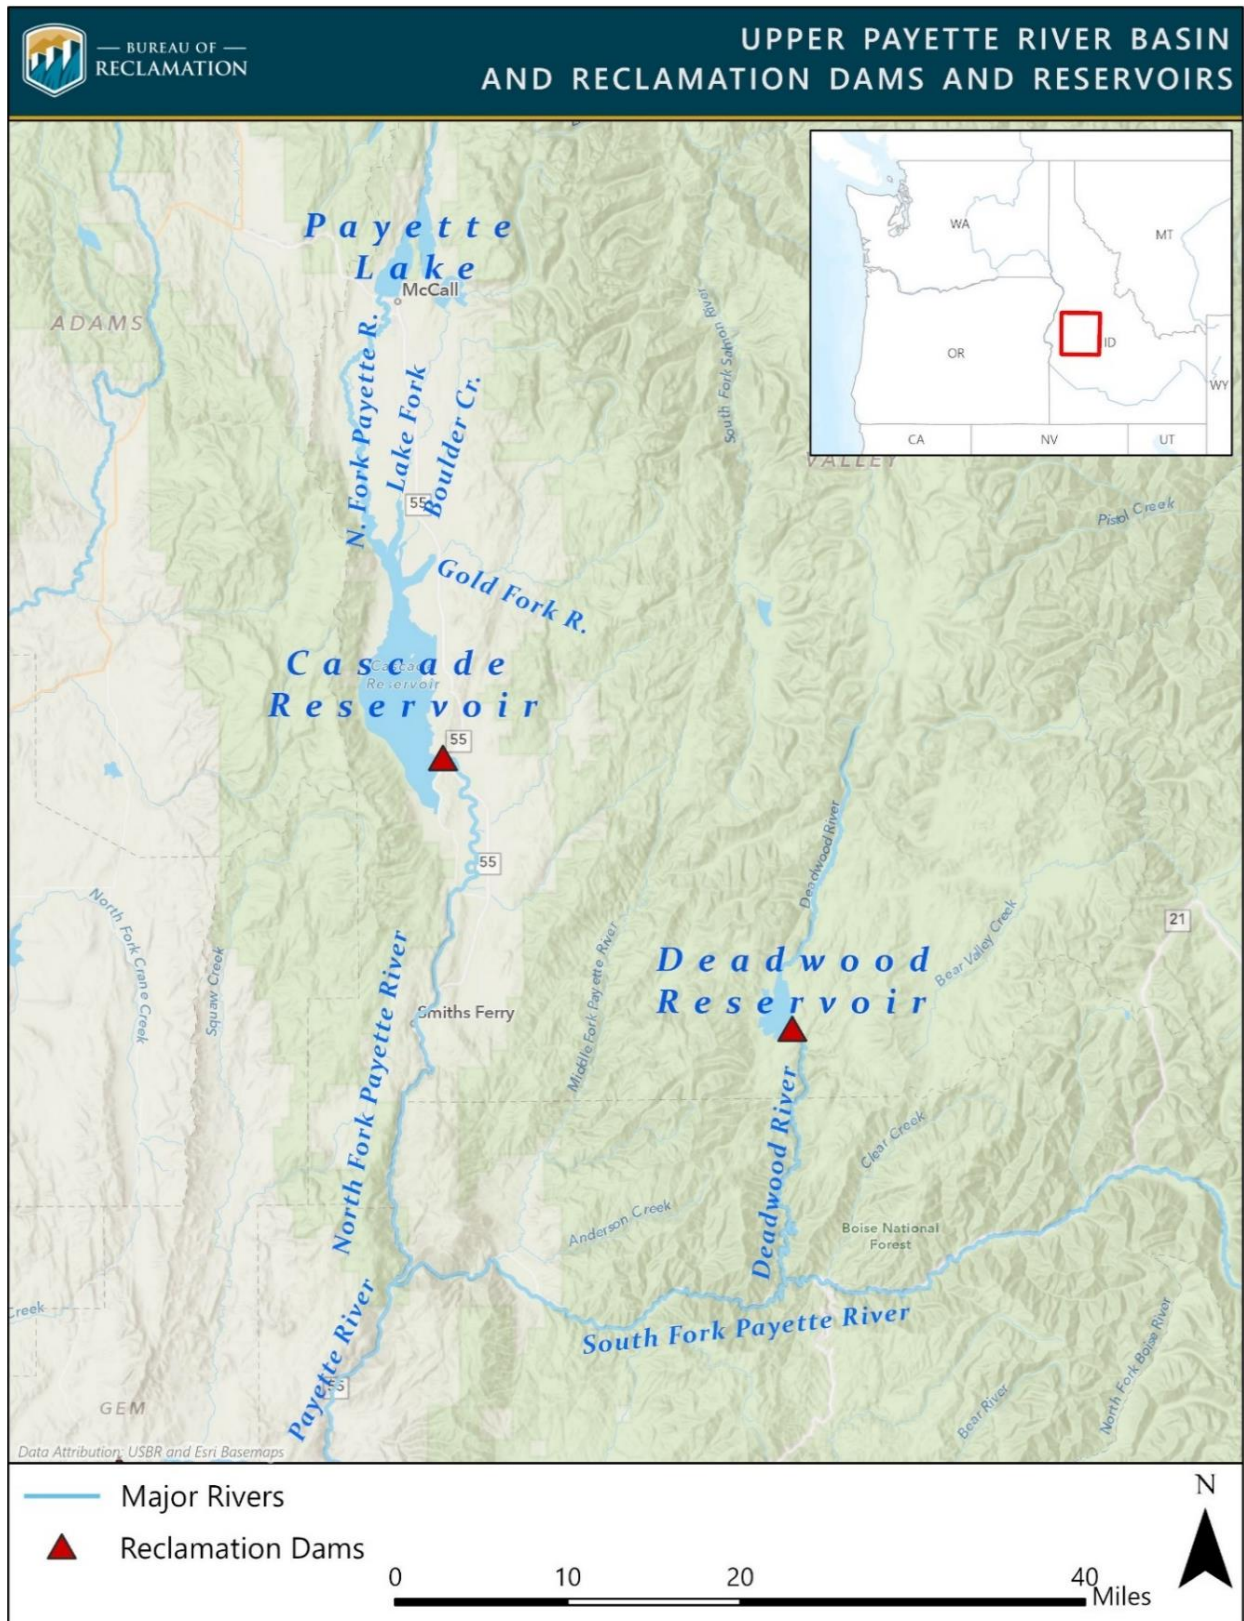 BUREAU OF
RECLAMATION
UPPER PAYETTE RIVER BASIN
AND RECLAMATION DAMS AND RESERVOIRS
WA
MT
OR
ID
WY
CA
NV
UT
Payette
Lake
McCall
ADAMS
N. Fork Payette R.
Lake Fork
Boulder Cr.
55
South Fork Salmon River
VALLEY
Pistol Creek
Gold Fork R.
Cascade
Reservoir
Cascade
Reservoir
55
55
Deadwood River
North Fork Crane Creek
Squaw Creek
North Fork Payette River
Smiths Ferry
Middle Fork Payette River
Deadwood
Reservoir
Bear Valley Creek
21
Deadwood River
Clear Creek
Anderson Creek
Boise National
Forest
Creek
Payette River
South Fork Payette River
North Fork Boise River
Bear River
GEM
Data Attribution: USBR and Esri Basemaps
Major Rivers
Reclamation Dams
N
0 10 20 40
Miles